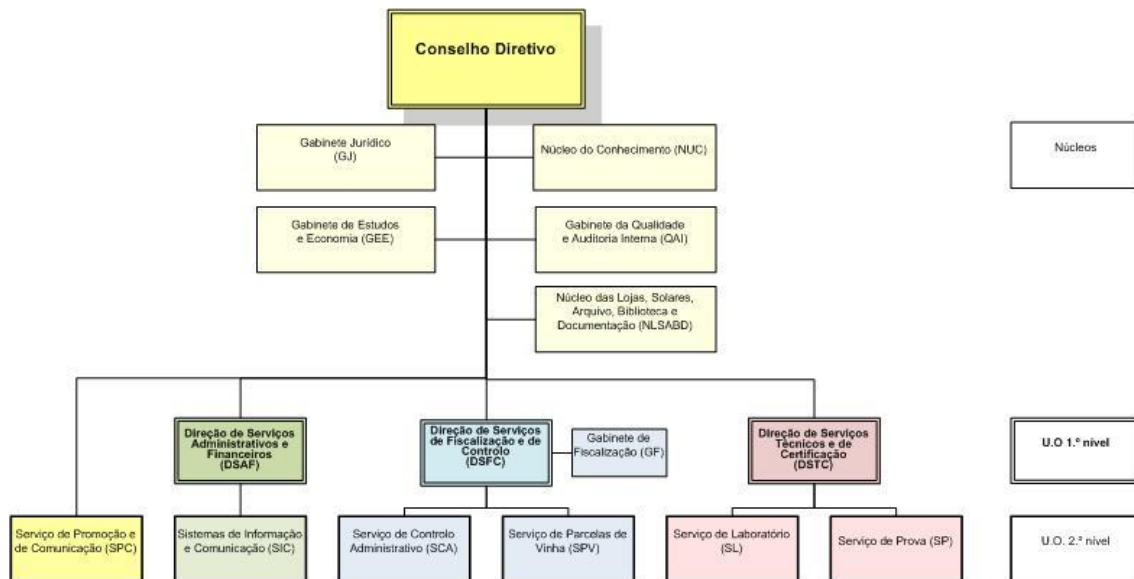 Conselho Diretivo
Gabinete Jurídico
(GJ)
Núcleo do Conhecimento (NUC)
Núcleos
Gabinete de Estudos
e Economia (GEE)
Gabinete da Qualidade
e Auditoria Interna (QAI)
Núcleo das Lojas, Solares,
Arquivo, Biblioteca e
Documentação (NLSABD)
Direção de Serviços
Administrativos e
Financeiros
(DSAF)
Direção de Serviços
de Fiscalização e de
Controlo
(DSFC)
Gabinete de
Fiscalização (GF)
Direção de Serviços
Técnicos e de
Certificação
(DSTC)
U.O 1.º nível
Serviço de Promoção e
de Comunicação (SPC)
Sistemas de Informação
e Comunicação (SIC)
Serviço de Controlo
Administrativo (SCA)
Serviço de Parcelas de
Vinha (SPV)
Serviço de Laboratório
(SL)
Serviço de Prova (SP)
U.O. 2.º nível